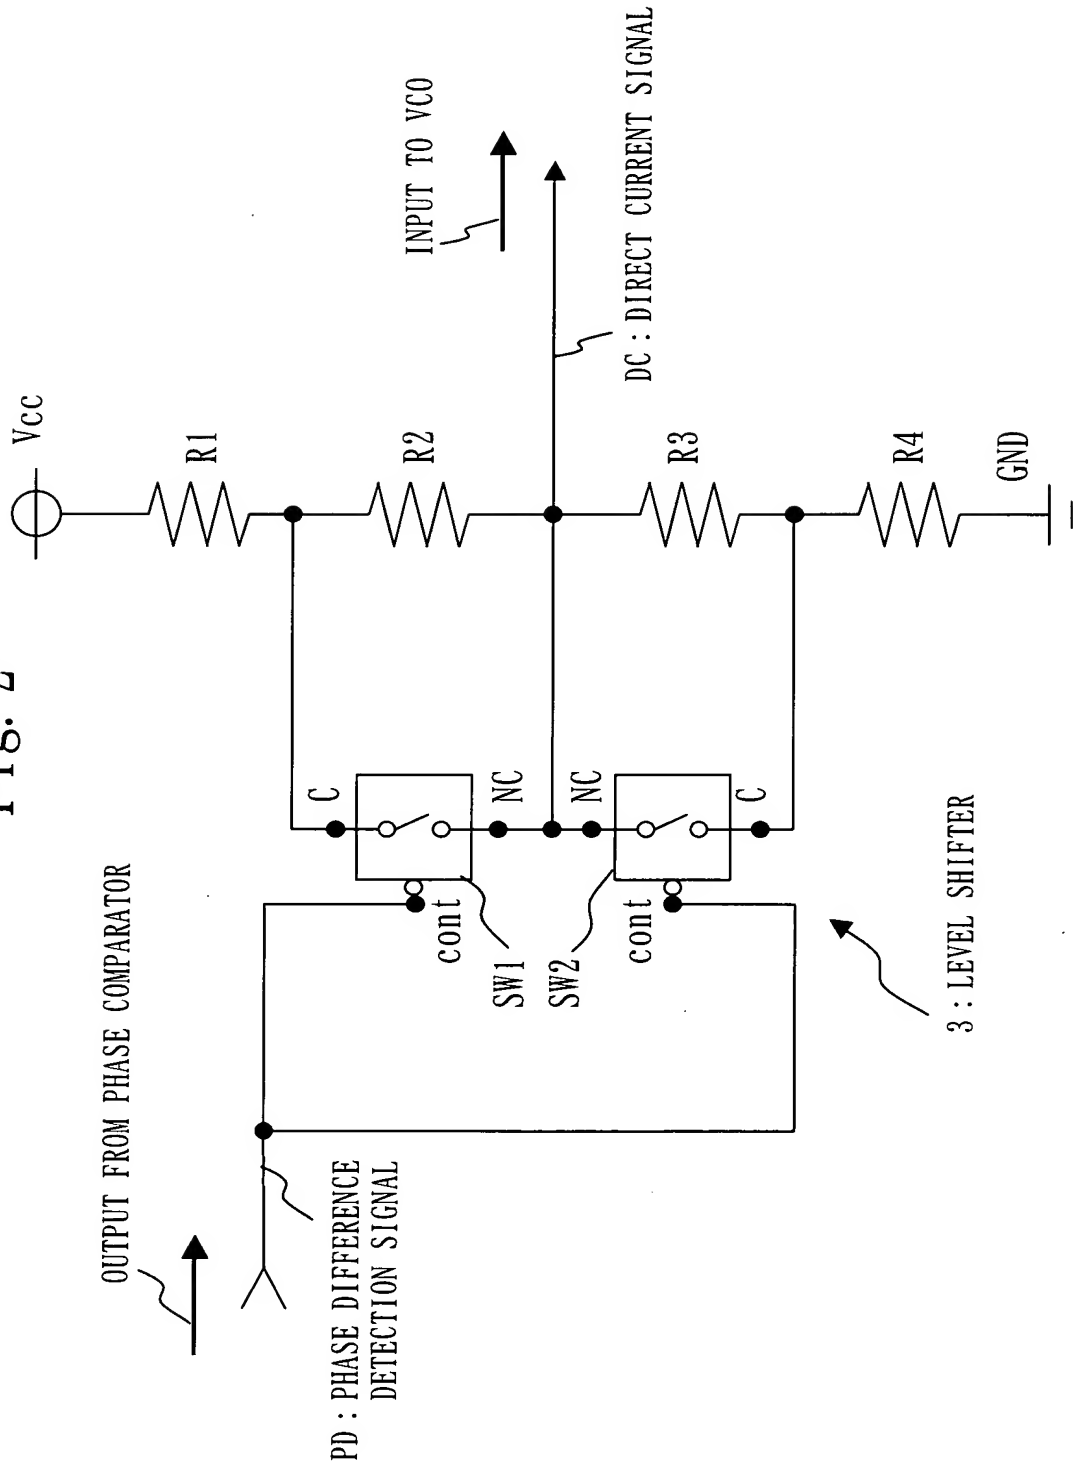 Fig. 2
OUTPUT FROM PHASE COMPARATOR
PD : PHASE DIFFERENCE
DETECTION SIGNAL
Vcc
R1
R2
R3
R4
GND
C
NC
NC
C
cont
cont
SW1
SW2
INPUT TO VCO
DC : DIRECT CURRENT SIGNAL
3 : LEVEL SHIFTER